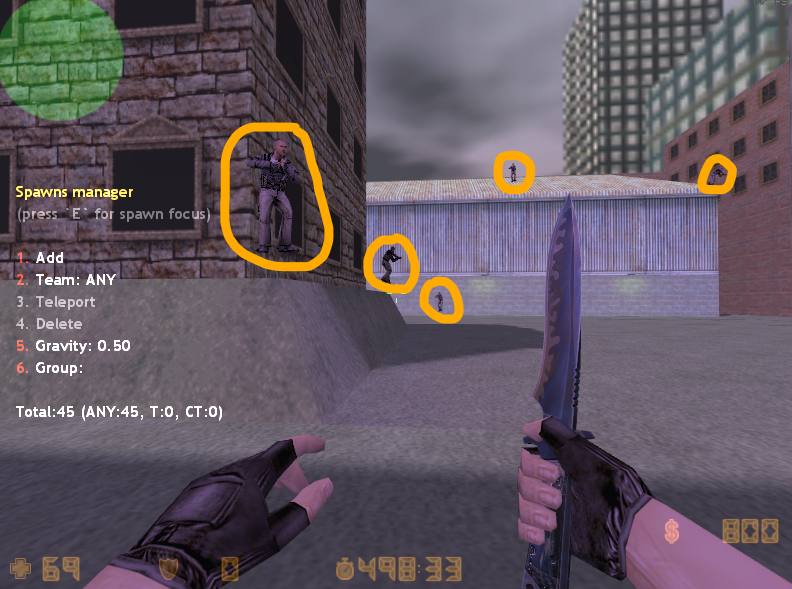 Spawns manager
(press `E` for spawn focus)
1. Add
2. Team: ANY
3. Teleport
4. Delete
5. Gravity: 0.50
6. Group:
Total:45 (ANY:45, T:0, CT:0)
69 0 498:33 $ 800